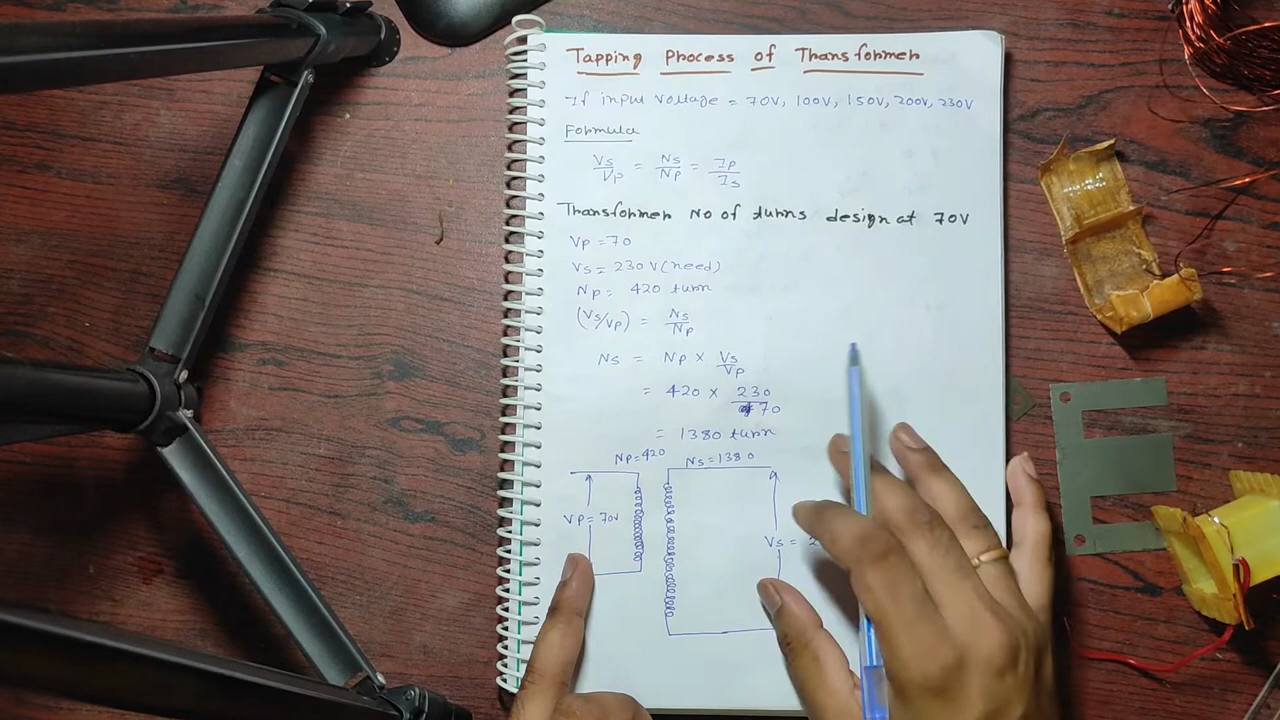 Tapping Process of Transformer
If input voltage = 70V, 100V, 150V, 200V, 230V
Formula
Vs/Vp = Ns/Np = Ip/Is
Transformer No of turns design at 70V
Vp = 70
Vs = 230 V (need)
Np = 420 turn
(Vs/Vp) = Ns/Np
Ns = Np × Vs/Vp
= 420 × 230/70
= 1380 turn
Np=420 Ns=1380
Vp = 70V
Vs =